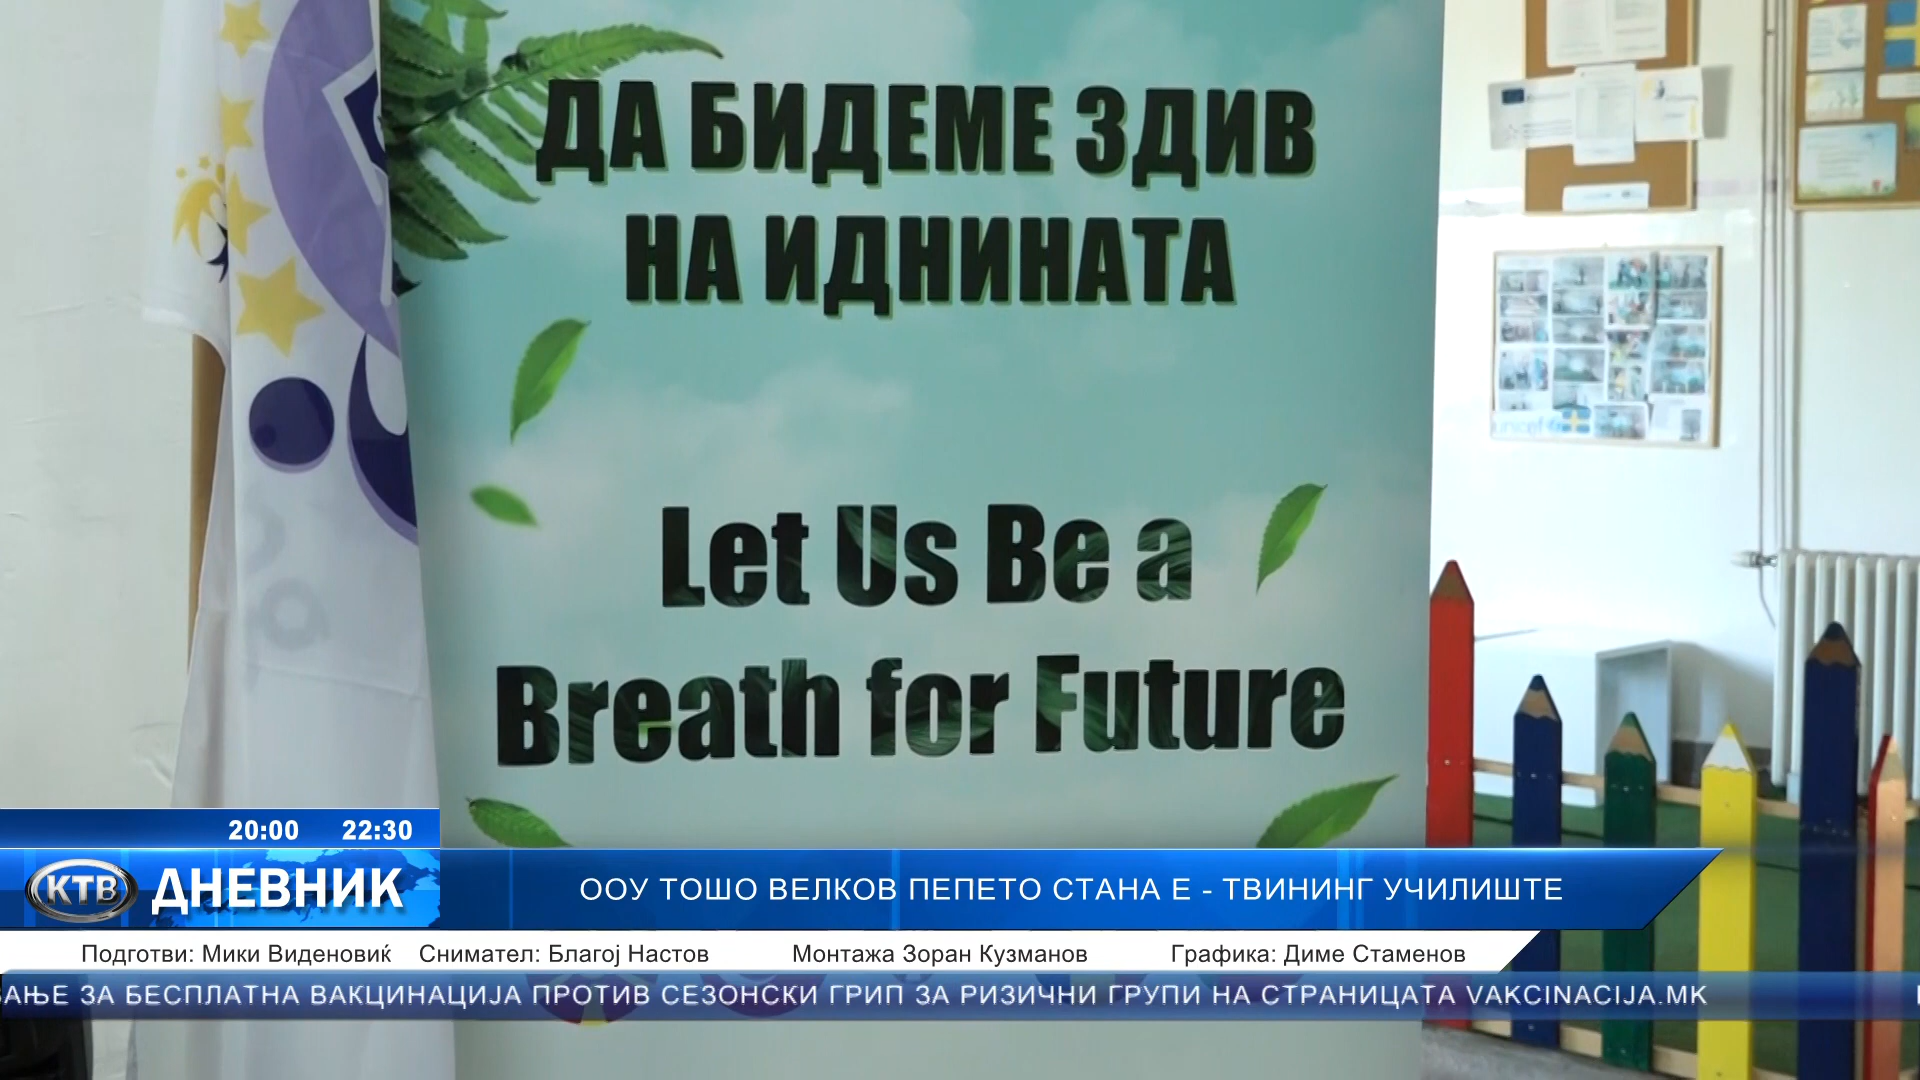 ДА БИДЕМЕ ЗДИВ
НА ИДНИНАТА
Let Us Be a
Breath for Future
unicef
20:00 22:30
КТВ ДНЕВНИК
ООУ ТОШО ВЕЛКОВ ПЕПЕТО СТАНА Е - ТВИНИНГ УЧИЛИШТЕ
Подготви: Мики Виденовиќ Снимател: Благој Настов Монтажа Зоран Кузманов Графика: Диме Стаменов
ВАЊЕ ЗА БЕСПЛАТНА ВАКЦИНАЦИЈА ПРОТИВ СЕЗОНСКИ ГРИП ЗА РИЗИЧНИ ГРУПИ НА СТРАНИЦАТА VAKCINACIJA.MK